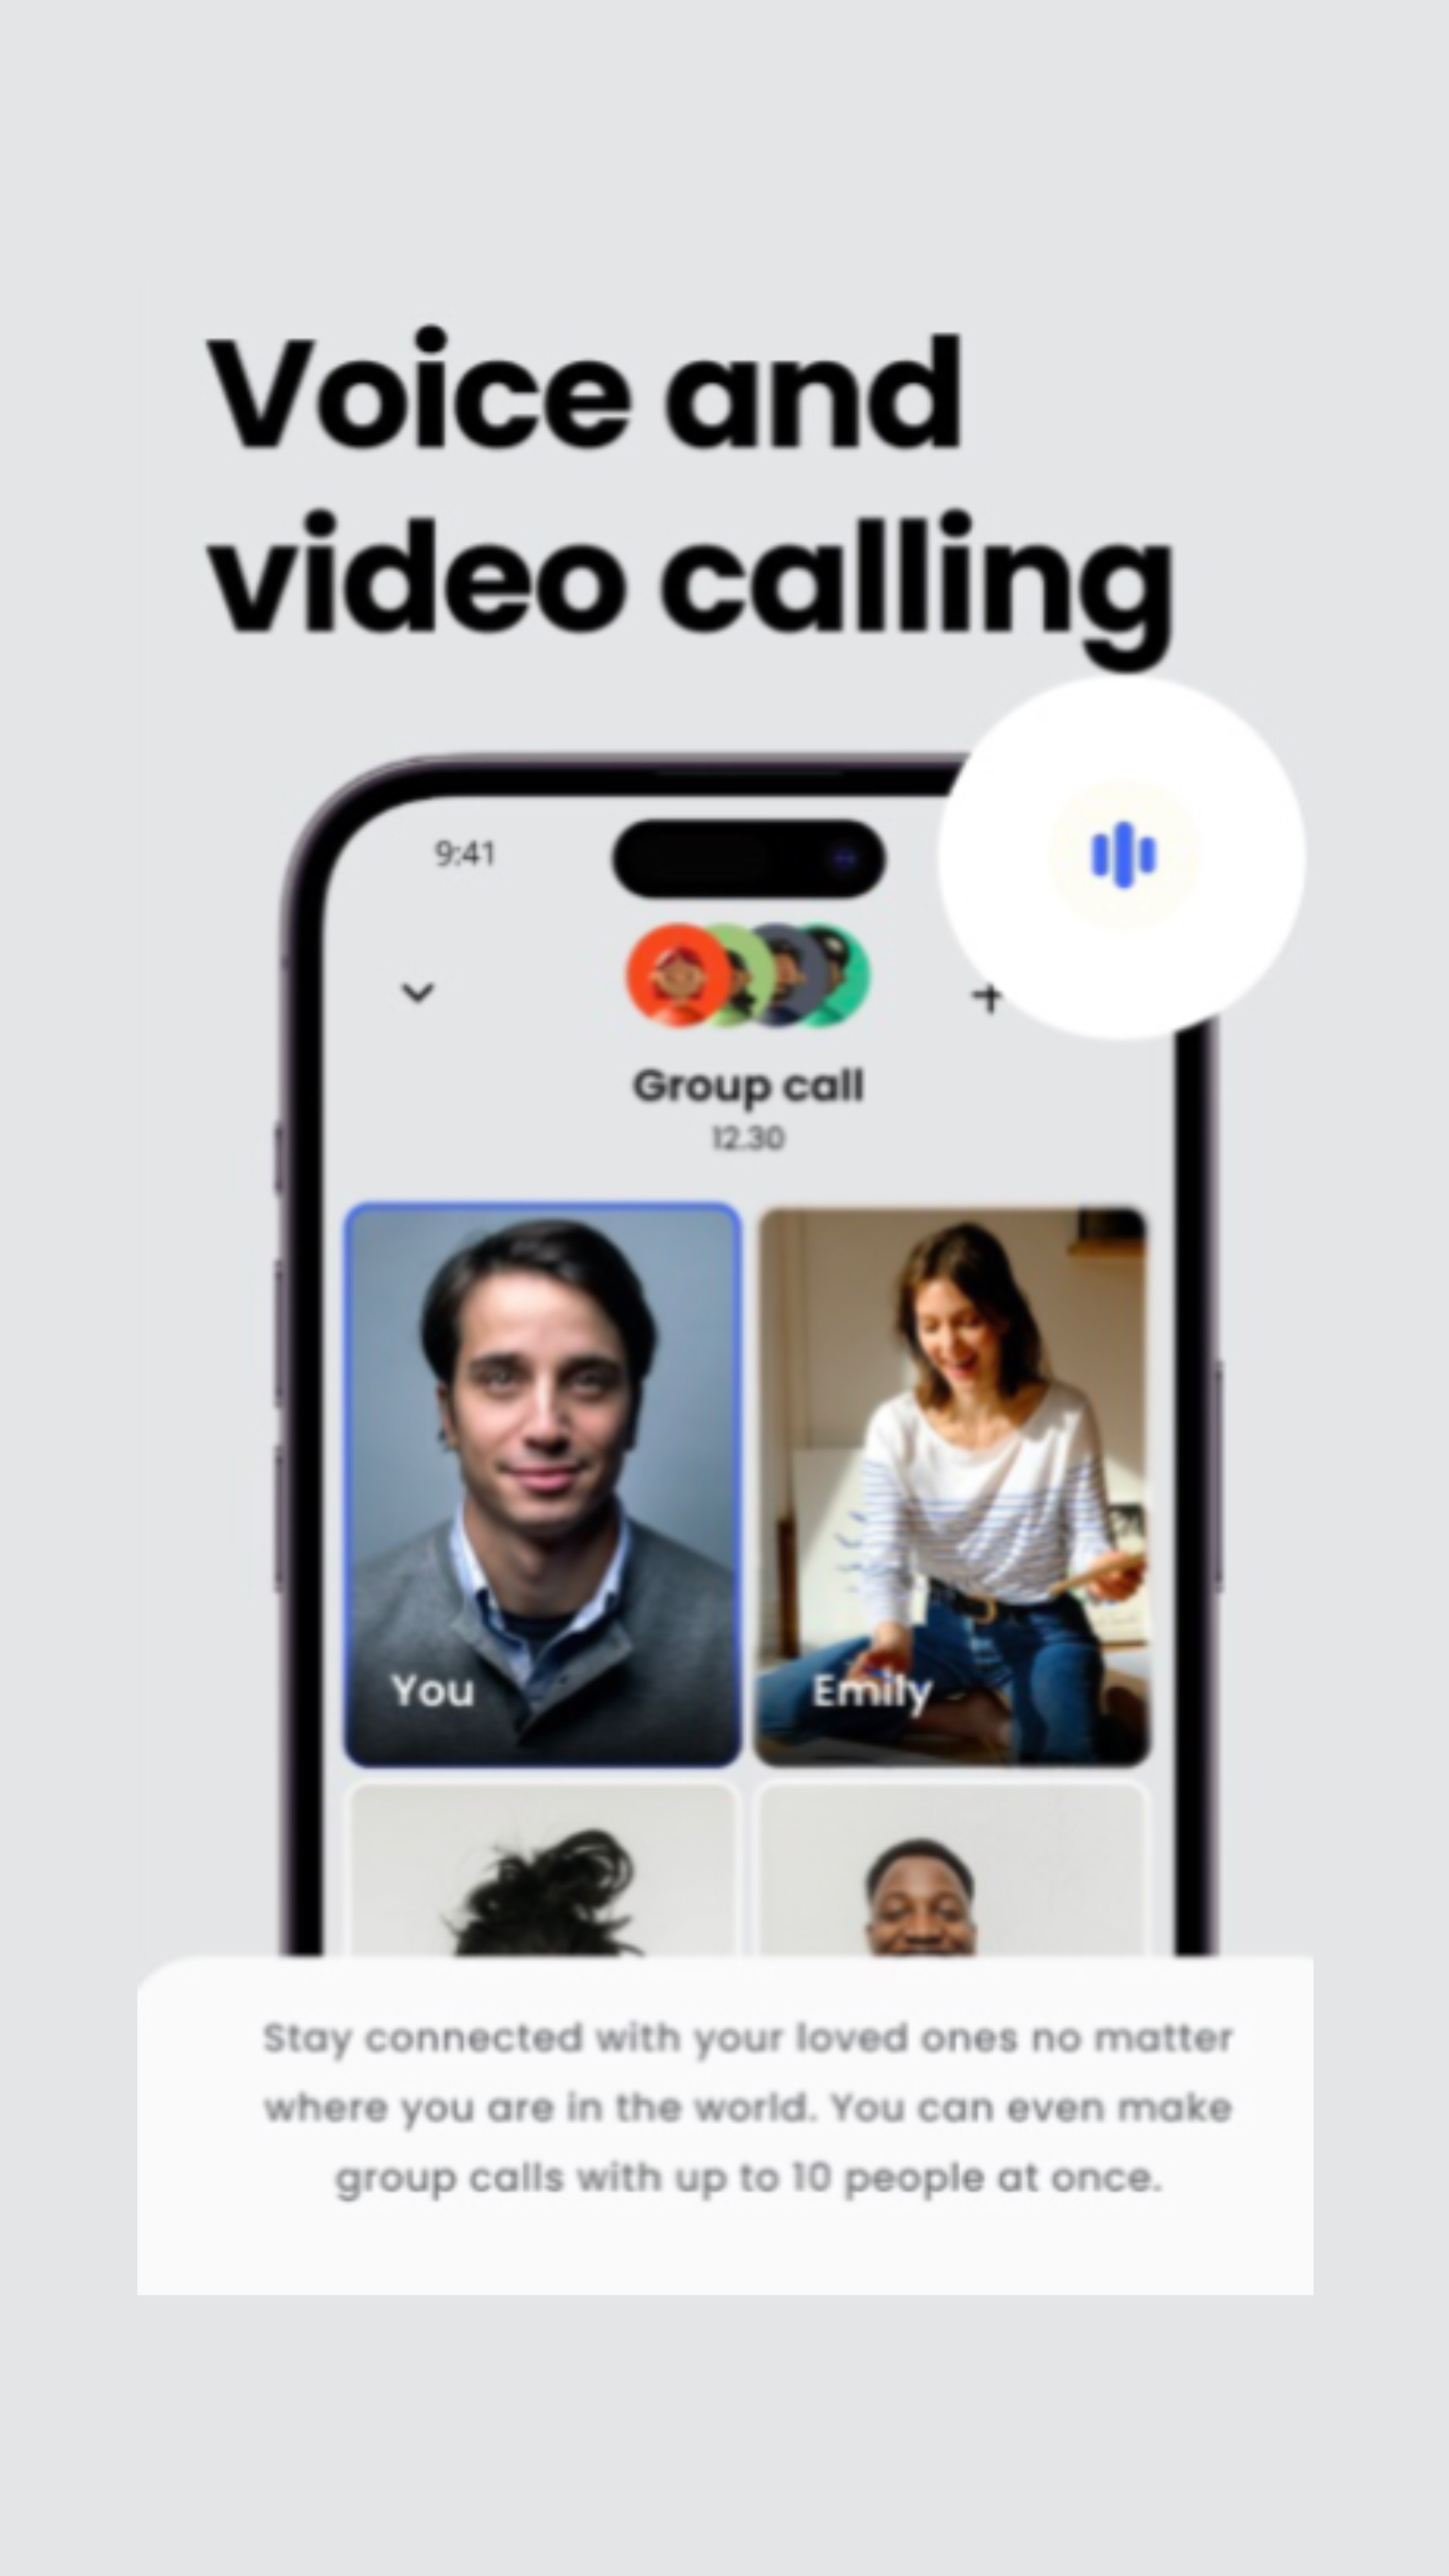 Voice and
video calling
9:41
Group call
12.30
You
Emily
Stay connected with your loved ones no matter
where you are in the world. You can even make
group calls with up to 10 people at once.